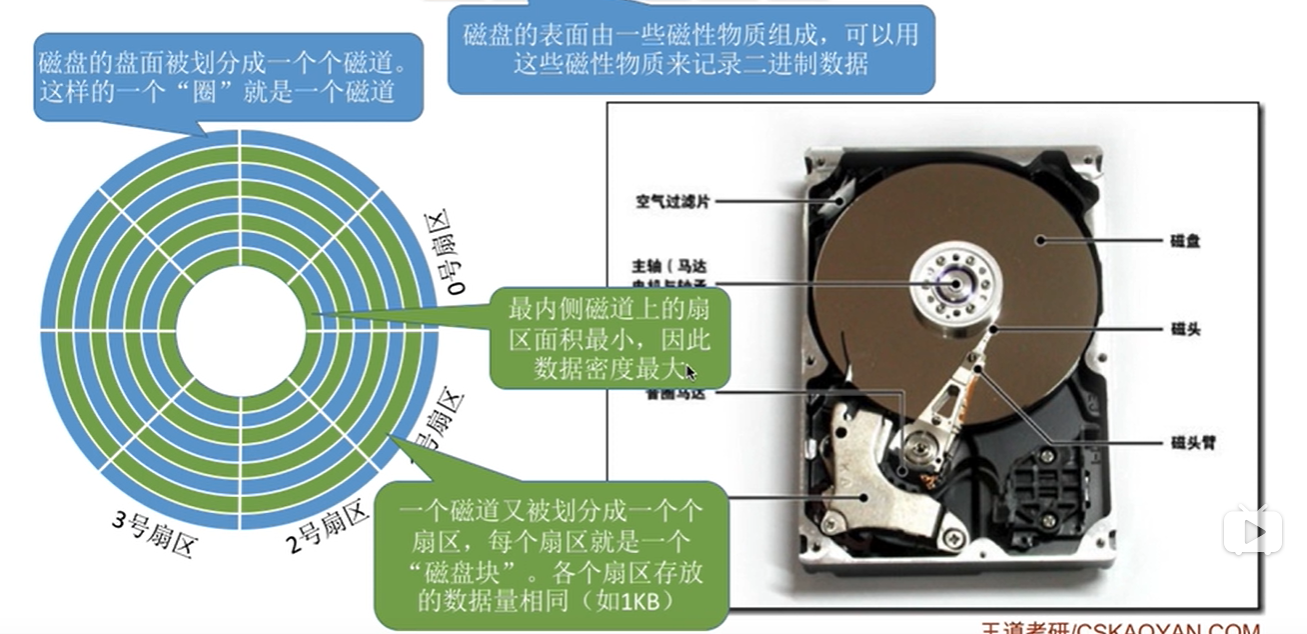 磁盘的表面由一些磁性物质组成，可以用
这些磁性物质来记录二进制数据
磁盘的盘面被划分成一个个磁道。
这样的一个“圈”就是一个磁道
0号扇区
号扇区
2号扇区
3号扇区
最内侧磁道上的扇
区面积最小，因此
数据密度最大
一个磁道又被划分成一个个
扇区，每个扇区就是一个
“磁盘块”。各个扇区存放
的数据量相同（如1KB）
空气过滤片
主轴（马达
音圈马达
磁盘
磁头
磁头臂
王道考研/CSKAOYAN.COM